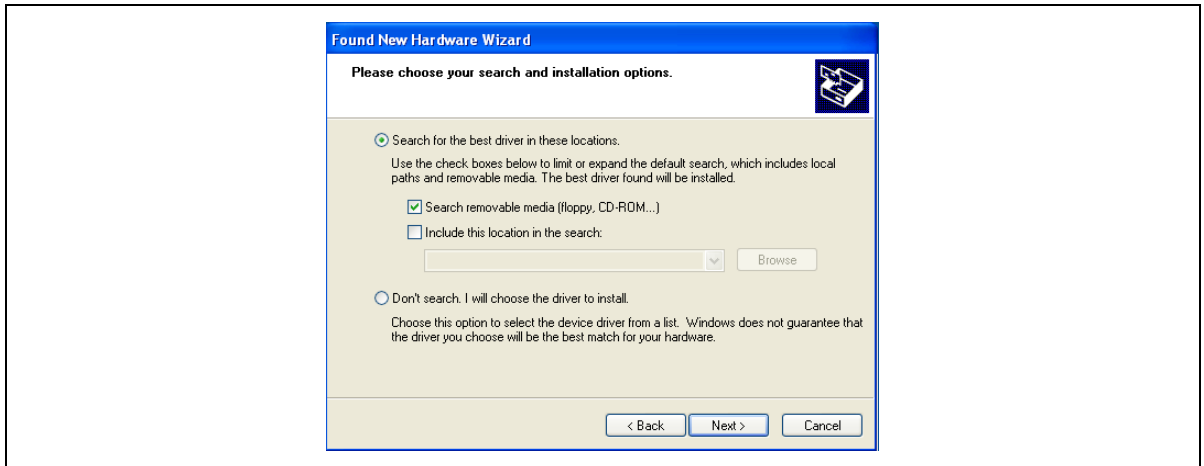 Found New Hardware Wizard
Please choose your search and installation options.
Search for the best driver in these locations.
Use the check boxes below to limit or expand the default search, which includes local
paths and removable media. The best driver found will be installed.
Search removable media (floppy, CD-ROM...)
Include this location in the search:
Browse
Don't search. I will choose the driver to install.
Choose this option to select the device driver from a list. Windows does not guarantee that
the driver you choose will be the best match for your hardware.
< Back Next > Cancel